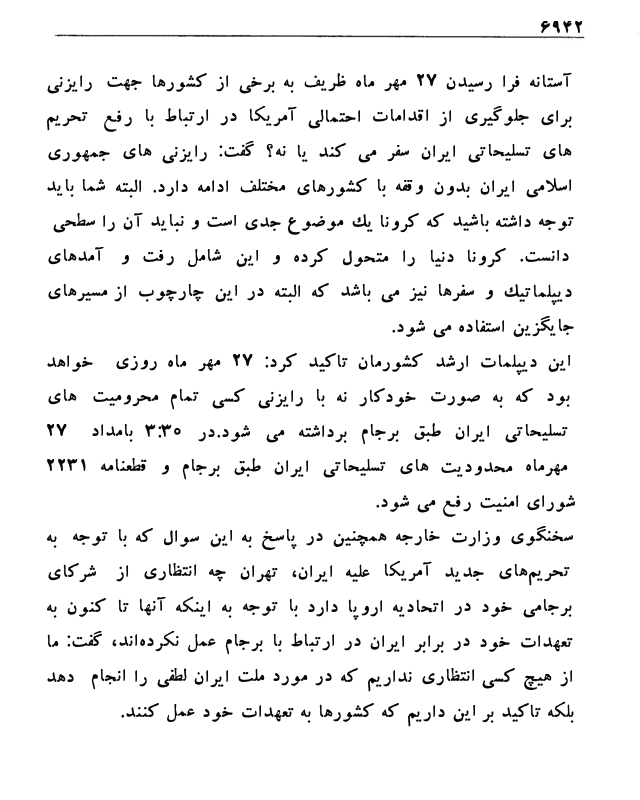 ۶۹۴۲
آستانه فرا رسیدن ۲۷ مهر ماه ظریف به برخی از کشورها جهت رایزنی
برای جلوگیری از اقدامات احتمالی آمریکا در ارتباط با رفع تحریم
های تسلیحاتی ایران سفر می کند یا نه؟ گفت: رایزنی های جمهوری
اسلامی ایران بدون وقفه با کشورهای مختلف ادامه دارد. البته شما باید
توجه داشته باشید که کرونا یك موضوع جدی است و نباید آن را سطحی
دانست. کرونا دنیا را متحول کرده و این شامل رفت و آمدهای
دیپلماتیك و سفرها نیز می باشد که البته در این چارچوب از مسیرهای
جایگزین استفاده می شود.
این دیپلمات ارشد کشورمان تاکید کرد: ۲۷ مهر ماه روزی خواهد
بود که به صورت خودکار نه با رایزنی کسی تمام محرومیت های
تسلیحاتی ایران طبق برجام برداشته می شود.در ۳:۳۰ بامداد ۲۷
مهرماه محدودیت های تسلیحاتی ایران طبق برجام و قطعنامه ۲۲۳۱
شورای امنیت رفع می شود.
سخنگوی وزارت خارجه همچنین در پاسخ به این سوال که با توجه به
تحریم‌های جدید آمریکا علیه ایران، تهران چه انتظاری از شرکای
برجامی خود در اتحادیه اروپا دارد با توجه به اینکه آنها تا کنون به
تعهدات خود در برابر ایران در ارتباط با برجام عمل نکرده‌اند، گفت: ما
از هیچ کسی انتظاری نداریم که در مورد ملت ایران لطفی را انجام دهد
بلکه تاکید بر این داریم که کشورها به تعهدات خود عمل کنند.